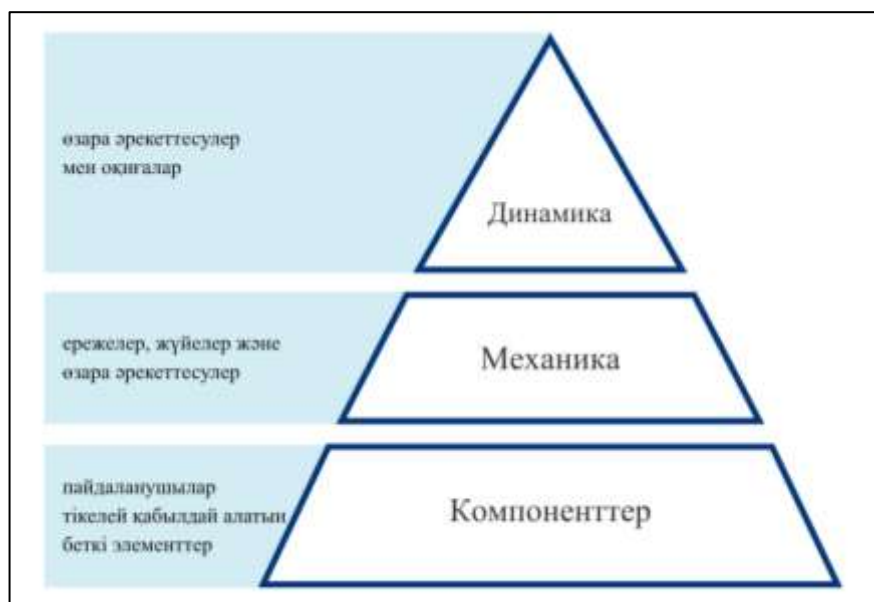 өзара әрекеттесулер
мен оқиғалар
Динамика
ережелер, жүйелер және
өзара әрекеттесулер
Механика
пайдаланушылар
тікелей қабылдай алатын
беткі элементтер
Компоненттер